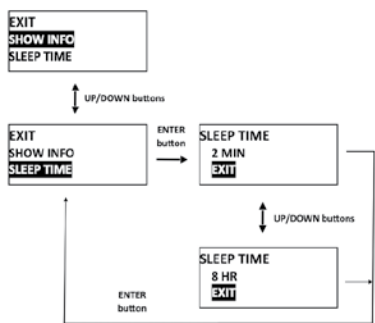 EXIT
SHOW INFO
SLEEP TIME
UP/DOWN buttons
EXIT
SHOW INFO
SLEEP TIME
ENTER
button
SLEEP TIME
2 MIN
EXIT
UP/DOWN buttons
SLEEP TIME
8 HR
EXIT
ENTER
button